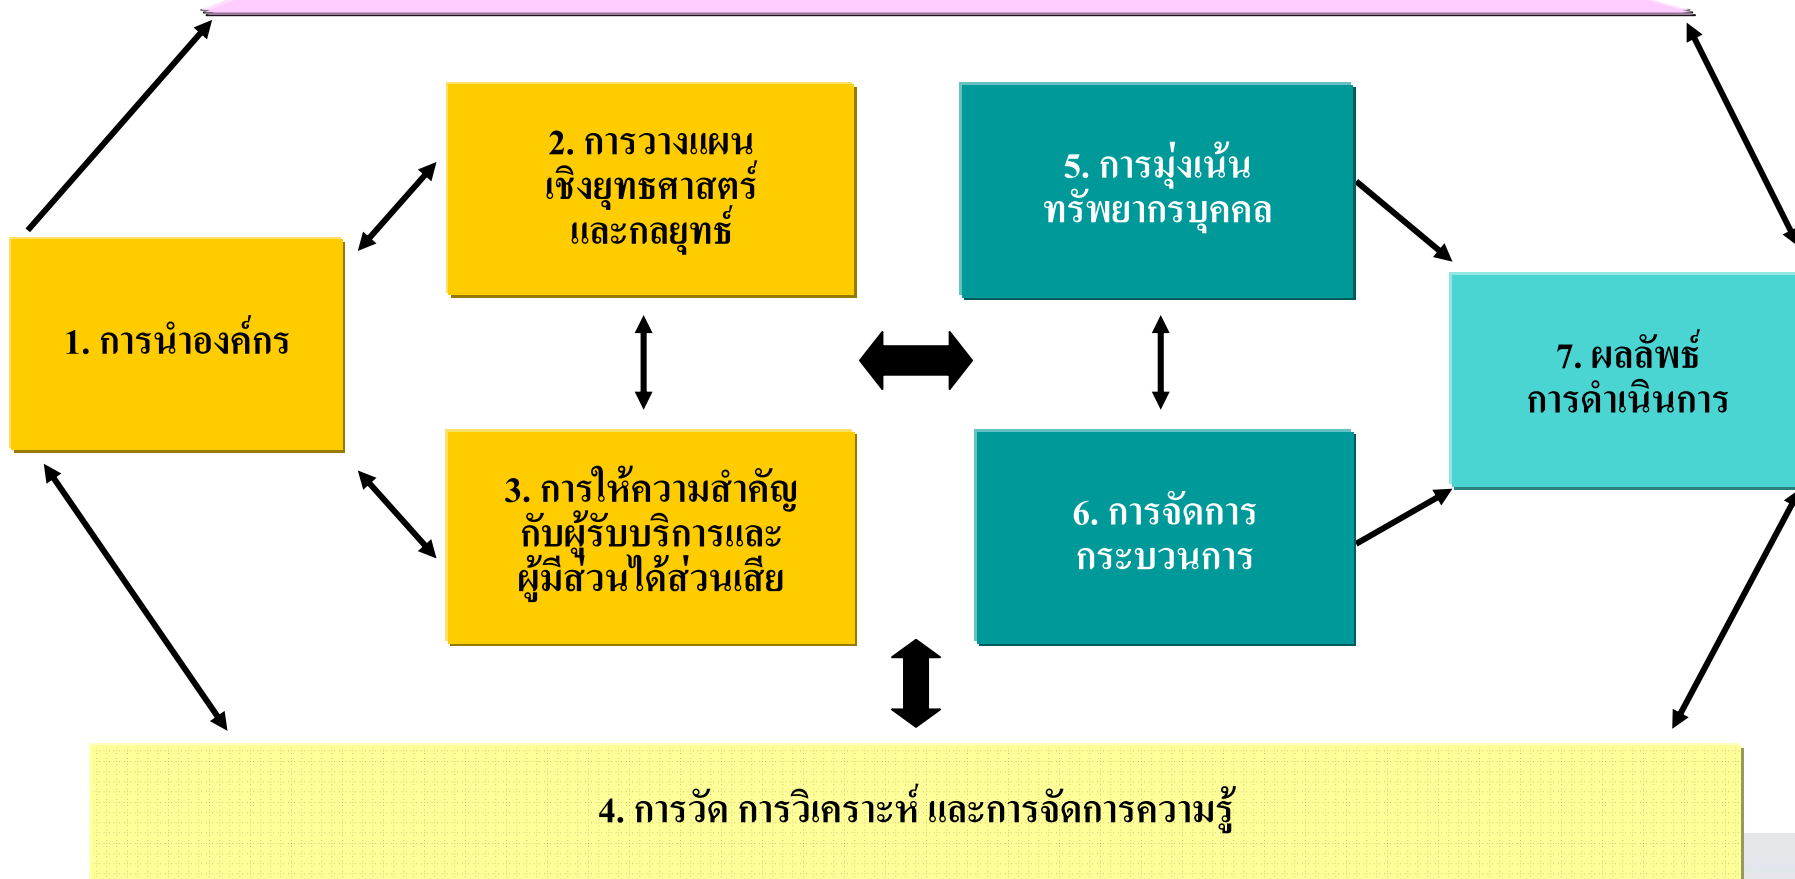 2. การวางแผน
เชิงยุทธศาสตร์
และกลยุทธ์
5. การมุ่งเน้น
ทรัพยากรบุคคล
1. การนำองค์กร
7. ผลลัพธ์
การดำเนินการ
3. การให้ความสำคัญ
กับผู้รับบริการและ
ผู้มีส่วนได้ส่วนเสีย
6. การจัดการ
กระบวนการ
4. การวัด การวิเคราะห์ และการจัดการความรู้